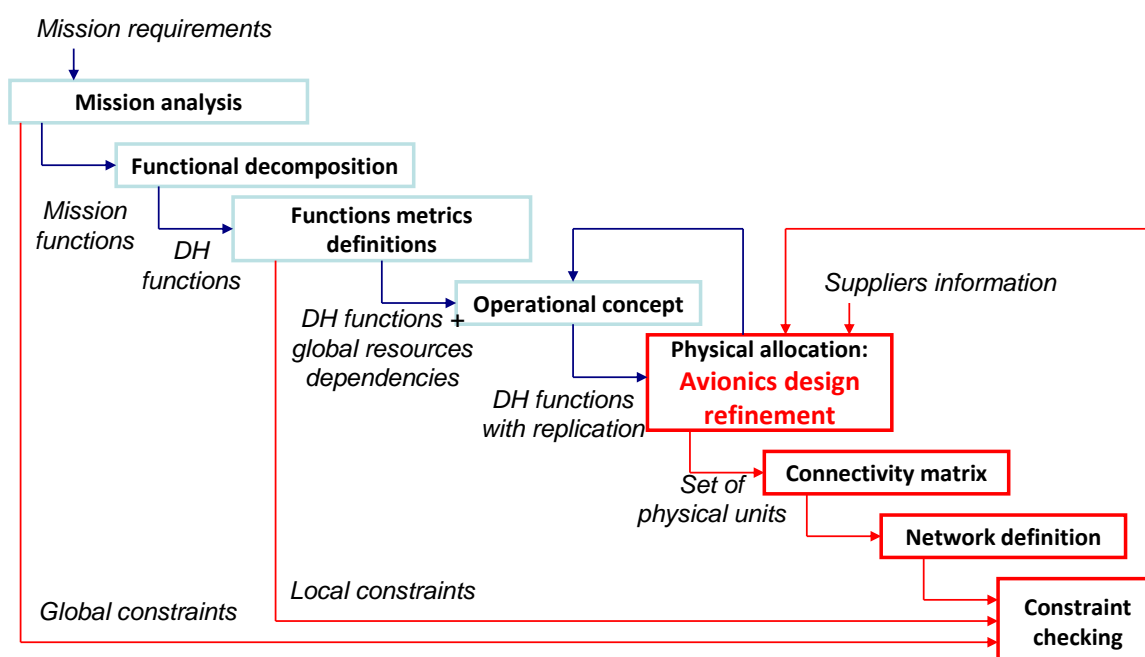 Mission requirements
Mission analysis
Functional decomposition
Mission
functions
DH
functions
Functions metrics
definitions
Operational concept
Suppliers information
DH functions +
global resources
dependencies
Physical allocation:
Avionics design
refinement
DH functions
with replication
Set of
physical units
Connectivity matrix
Network definition
Local constraints
Global constraints
Constraint
checking